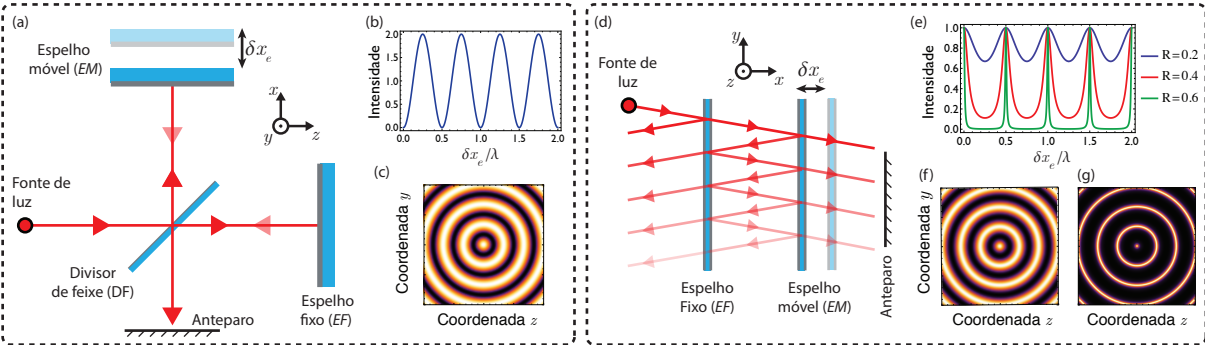 (a)
Espelho
móvel (EM)
δx_e
x
y
z
Fonte de
luz
Divisor
de feixe (DF)
Espelho
fixo (EF)
Anteparo
(b)
Intensidade
2.0
1.5
1.0
0.5
0.0
0.0 0.5 1.0 1.5 2.0
δx_e/λ
(c)
Coordenada y
Coordenada z
(d)
Fonte de
luz
y
z
x
δx_e
Espelho
Fixo (EF)
Espelho
móvel (EM)
Anteparo
(e)
Intensidade
1.0
0.8
0.6
0.4
0.2
0.0
0.0 0.5 1.0 1.5 2.0
δx_e/λ
R=0.2
R=0.4
R=0.6
(f)
Coordenada y
Coordenada z
(g)
Coordenada z